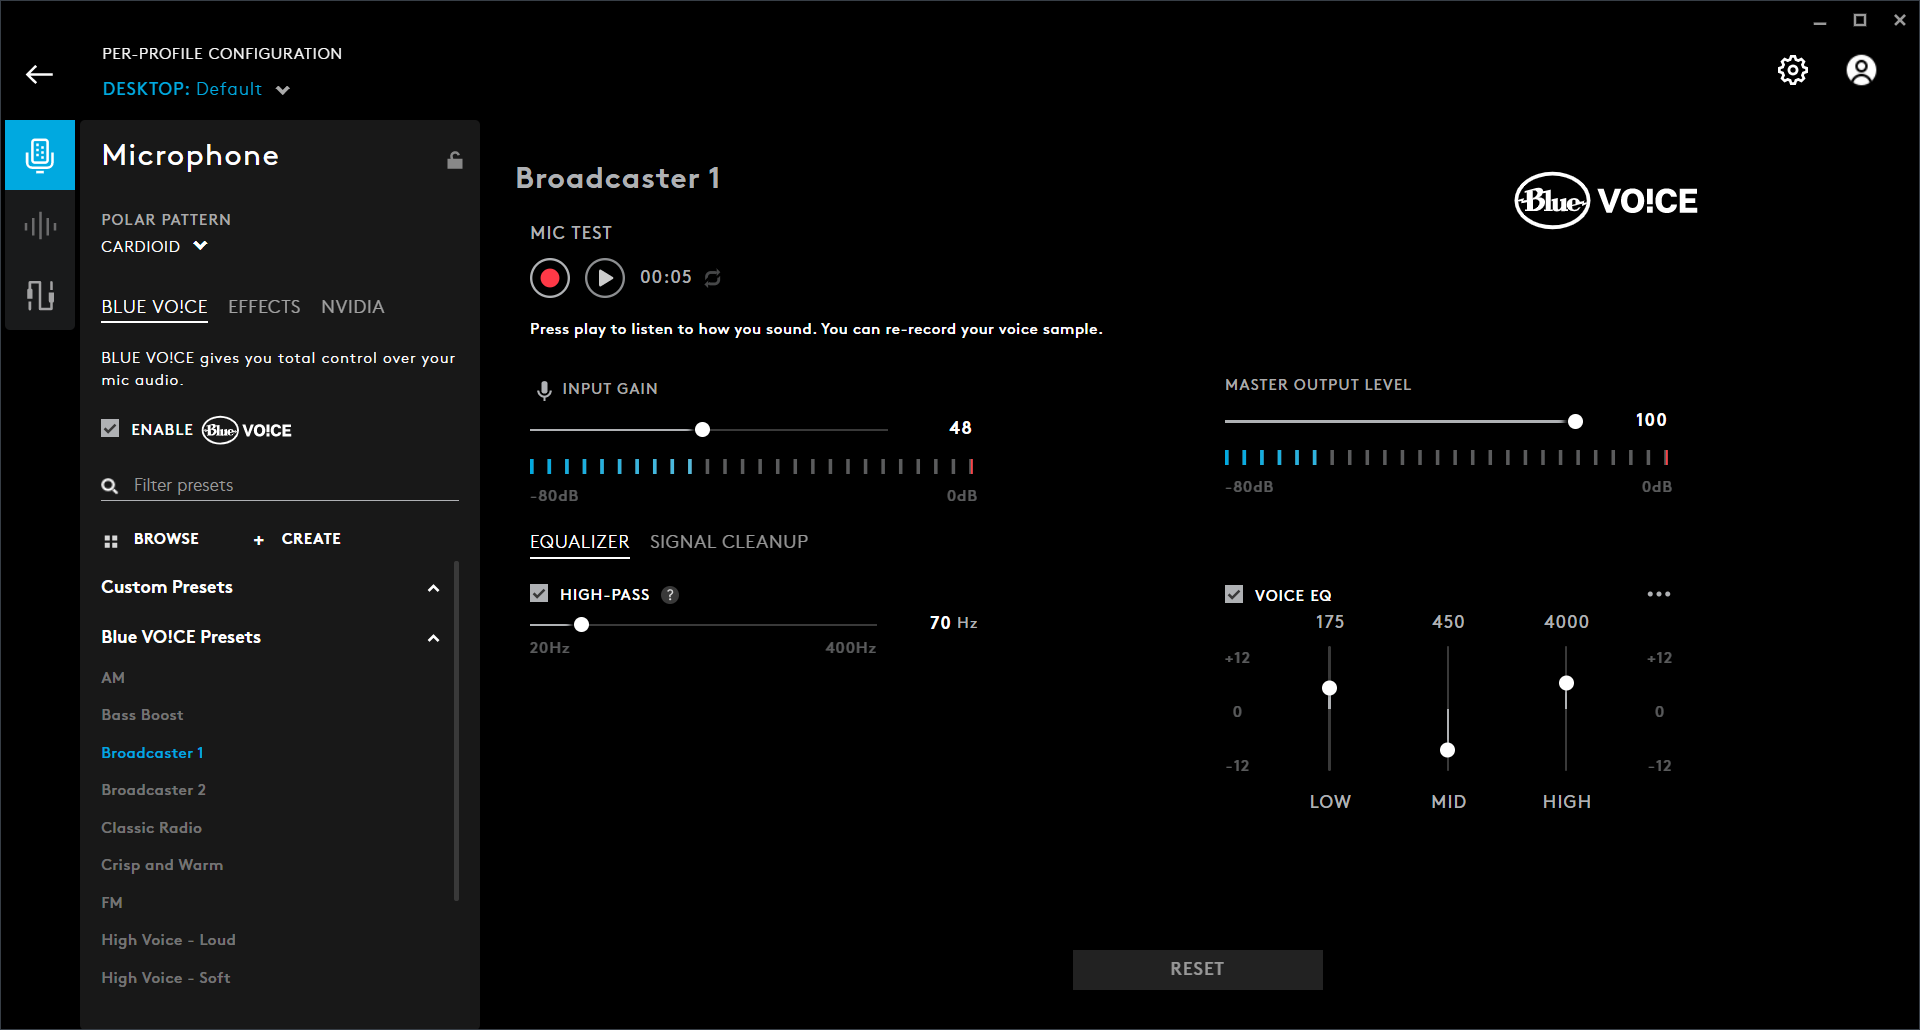 PER-PROFILE CONFIGURATION
DESKTOP: Default
Microphone
POLAR PATTERN
CARDIOID
BLUE VO!CE EFFECTS NVIDIA
BLUE VO!CE gives you total control over your
mic audio.
ENABLE Blue VO!CE
Filter presets
BROWSE + CREATE
Custom Presets
Blue VO!CE Presets
AM
Bass Boost
Broadcaster 1
Broadcaster 2
Classic Radio
Crisp and Warm
FM
High Voice - Loud
High Voice - Soft
Broadcaster 1
Blue VO!CE
MIC TEST
00:05
Press play to listen to how you sound. You can re-record your voice sample.
INPUT GAIN
48
-80dB 0dB
MASTER OUTPUT LEVEL
100
-80dB 0dB
EQUALIZER SIGNAL CLEANUP
HIGH-PASS ?
70 Hz
20Hz 400Hz
VOICE EQ
175 450 4000
+12 +12
0 0
-12 -12
LOW MID HIGH
RESET